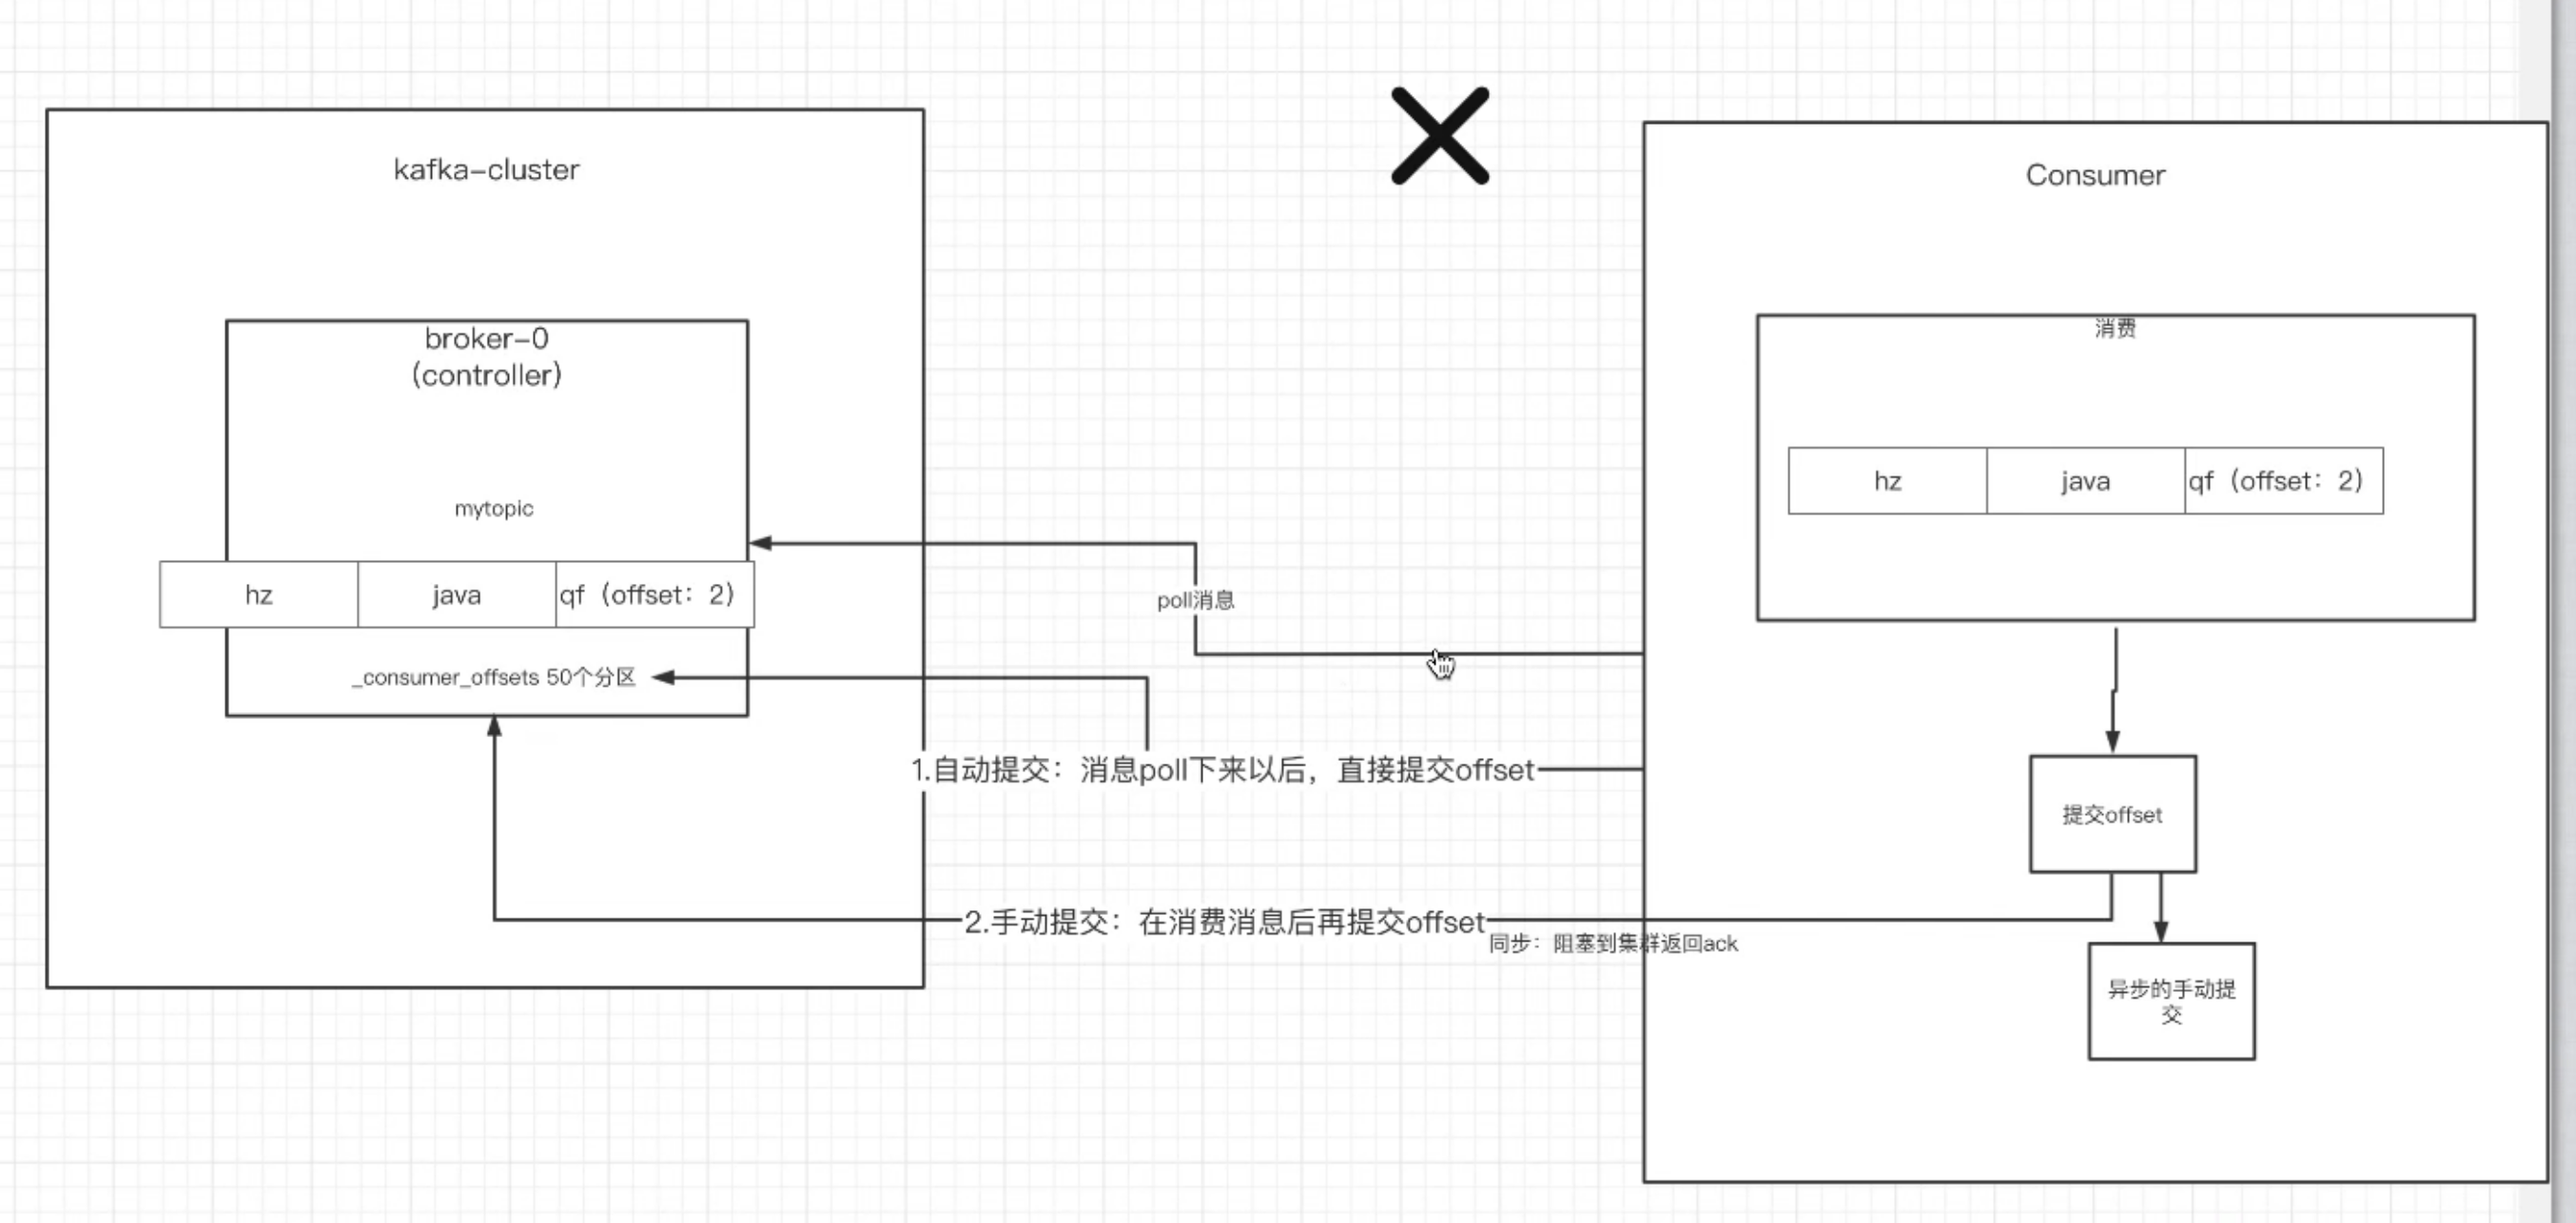 kafka-cluster
broker-0
(controller)
mytopic
hz
java
qf（offset：2）
_consumer_offsets 50个分区
poll消息
1.自动提交：消息poll下来以后，直接提交offset
2.手动提交：在消费消息后再提交offset
同步：阻塞到集群返回ack
Consumer
消费
hz
java
qf（offset：2）
提交offset
异步的手动提
交